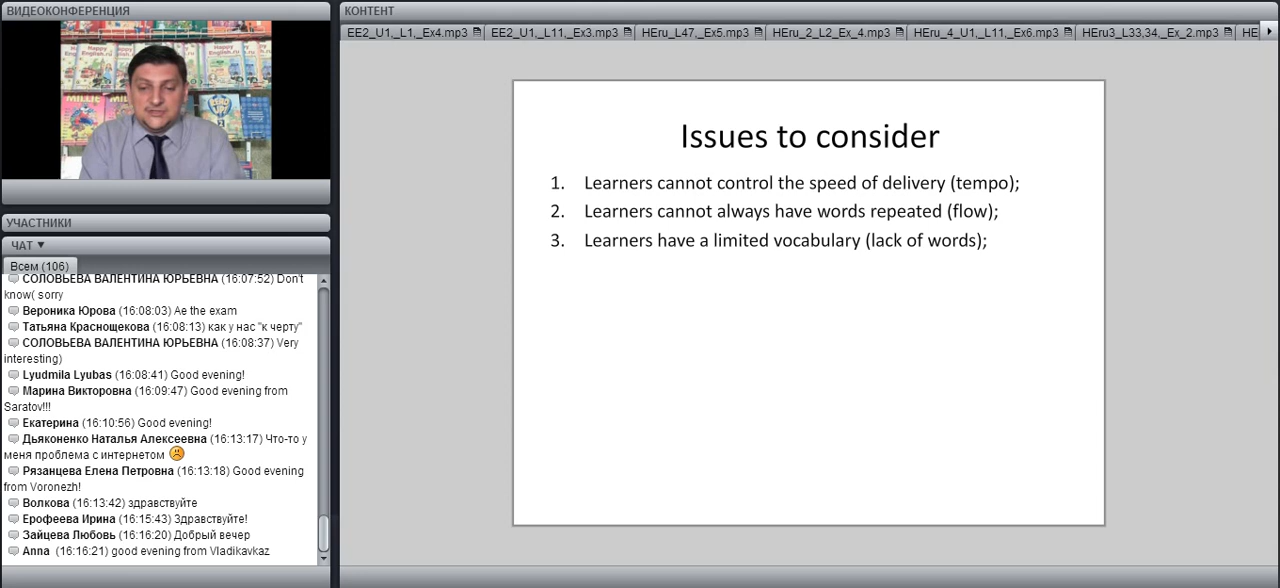 ВИДЕОКОНФЕРЕНЦИЯ
Happy English.ru
MILLIE
MILLIE
УЧАСТНИКИ
ЧАТ ▼
Всем (106)
СОЛОВЬЕВА ВАЛЕНТИНА ЮРЬЕВНА (16:07:52) Don't
know( sorry
Вероника Юрова (16:08:03) Ae the exam
Татьяна Краснощекова (16:08:13) как у нас "к черту"
СОЛОВЬЕВА ВАЛЕНТИНА ЮРЬЕВНА (16:08:37) Very
interesting)
Lyudmila Lyubas (16:08:41) Good evening!
Марина Викторовна (16:09:47) Good evening from
Saratov!!!
Екатерина (16:10:56) Good evening!
Дьяконенко Наталья Алексеевна (16:13:17) Что-то у
меня проблема с интернетом
Рязанцева Елена Петровна (16:13:18) Good evening
from Voronezh!
Волкова (16:13:42) здравствуйте
Ерофеева Ирина (16:15:43) Здравствуйте!
Зайцева Любовь (16:16:20) Добрый вечер
Anna (16:16:21) good evening from Vladikavkaz
КОНТЕНТ
EE2_U1,_L1,_Ex4.mp3 EE2_U1,_L11,_Ex3.mp3 HEru_L47,_Ex5.mp3 HEru_2_L2_Ex_4.mp3 HEru_4_U1,_L11,_Ex6.mp3 HEru3_L33,34._Ex_2.mp3 HE
Issues to consider
1. Learners cannot control the speed of delivery (tempo);
2. Learners cannot always have words repeated (flow);
3. Learners have a limited vocabulary (lack of words);